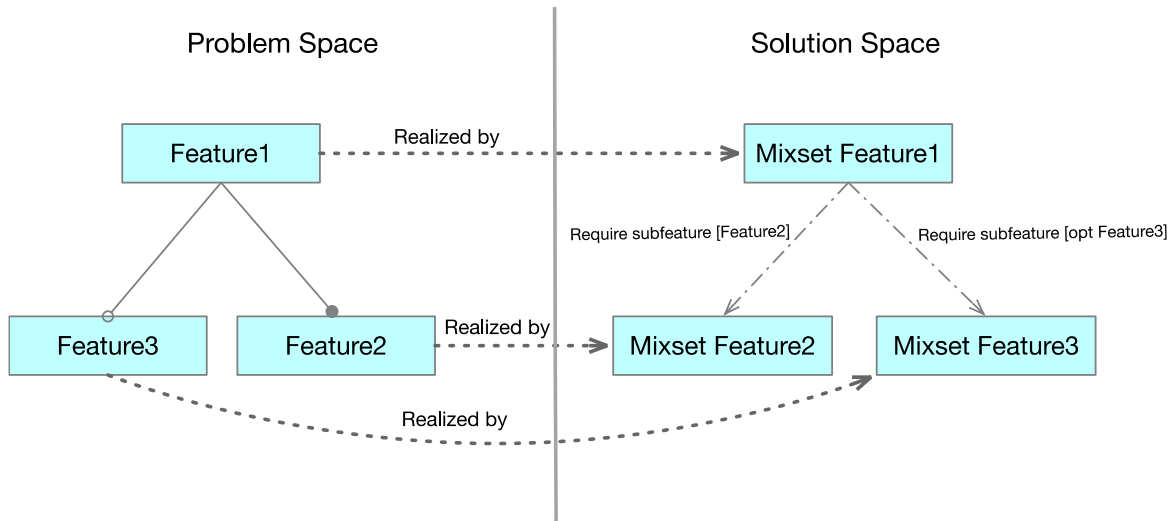 Problem Space
Solution Space
Feature1
Realized by
Mixset Feature1
Require subfeature [Feature2]
Require subfeature [opt Feature3]
Feature3
Feature2
Realized by
Mixset Feature2
Mixset Feature3
Realized by